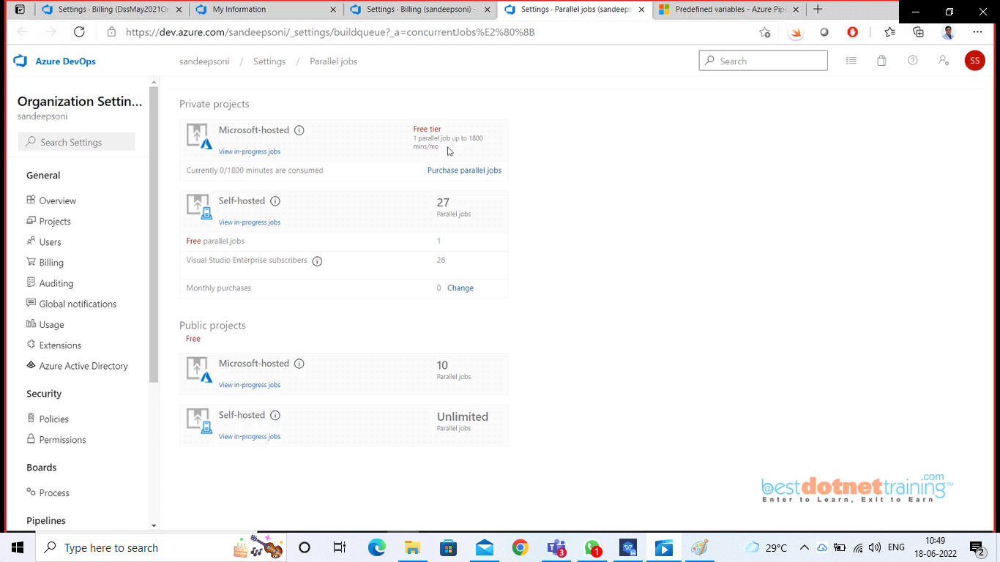 Settings - Billing (DssMay2021Or
My Information
Settings - Billing (sandeepsoni) -
Settings - Parallel jobs (sandeeps
Predefined variables - Azure Pipe
https://dev.azure.com/sandeepsoni/_settings/buildqueue?_a=concurrentJobs%E2%80%8B
Azure DevOps
sandeepsoni / Settings / Parallel jobs
Search
SS
Organization Settin...
sandeepsoni
Search Settings
General
Overview
Projects
Users
Billing
Auditing
Global notifications
Usage
Extensions
Azure Active Directory
Security
Policies
Permissions
Boards
Process
Pipelines
Private projects
Microsoft-hosted
View in-progress jobs
Free tier
1 parallel job up to 1800
mins/mo
Currently 0/1800 minutes are consumed
Purchase parallel jobs
Self-hosted
View in-progress jobs
27
Parallel jobs
Free parallel jobs 1
Visual Studio Enterprise subscribers 26
Monthly purchases 0 Change
Public projects
Free
Microsoft-hosted
View in-progress jobs
10
Parallel jobs
Self-hosted
View in-progress jobs
Unlimited
Parallel jobs
bestdotnettraining.com™
Enter to Learn, Exit to Earn
Type here to search
3
1
29°C
ENG
10:49
18-06-2022
2